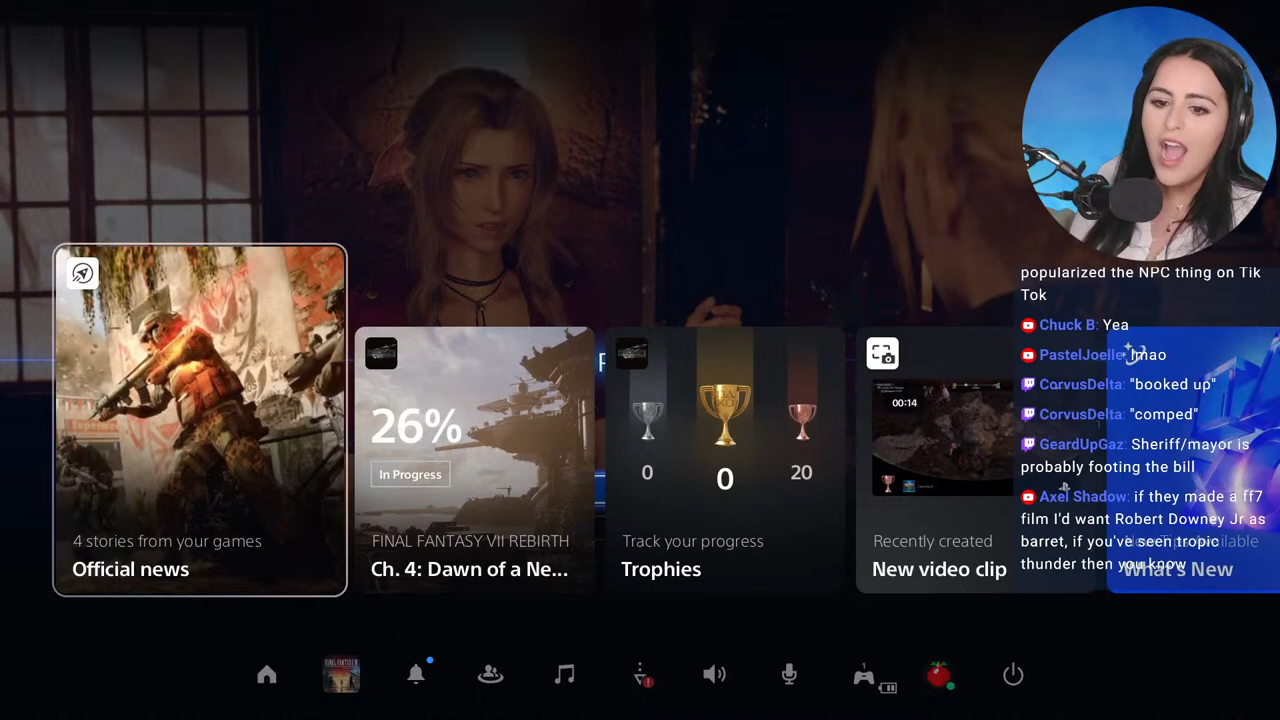 popularized the NPC thing on Tik
Tok
Chuck B: Yea
PastelJoelle: lmao
CorvusDelta: "booked up"
CorvusDelta: "comped"
GeardUpGaz: Sheriff/mayor is
probably footing the bill
Axel Shadow: if they made a ff7
film I'd want Robert Downey Jr as
barret, if you've seen tropic
thunder then you know
4 stories from your games
Official news
26%
In Progress
FINAL FANTASY VII REBIRTH
Ch. 4: Dawn of a Ne...
0
0
20
Track your progress
Trophies
00:14
Recently created
New video clip
What's New
1